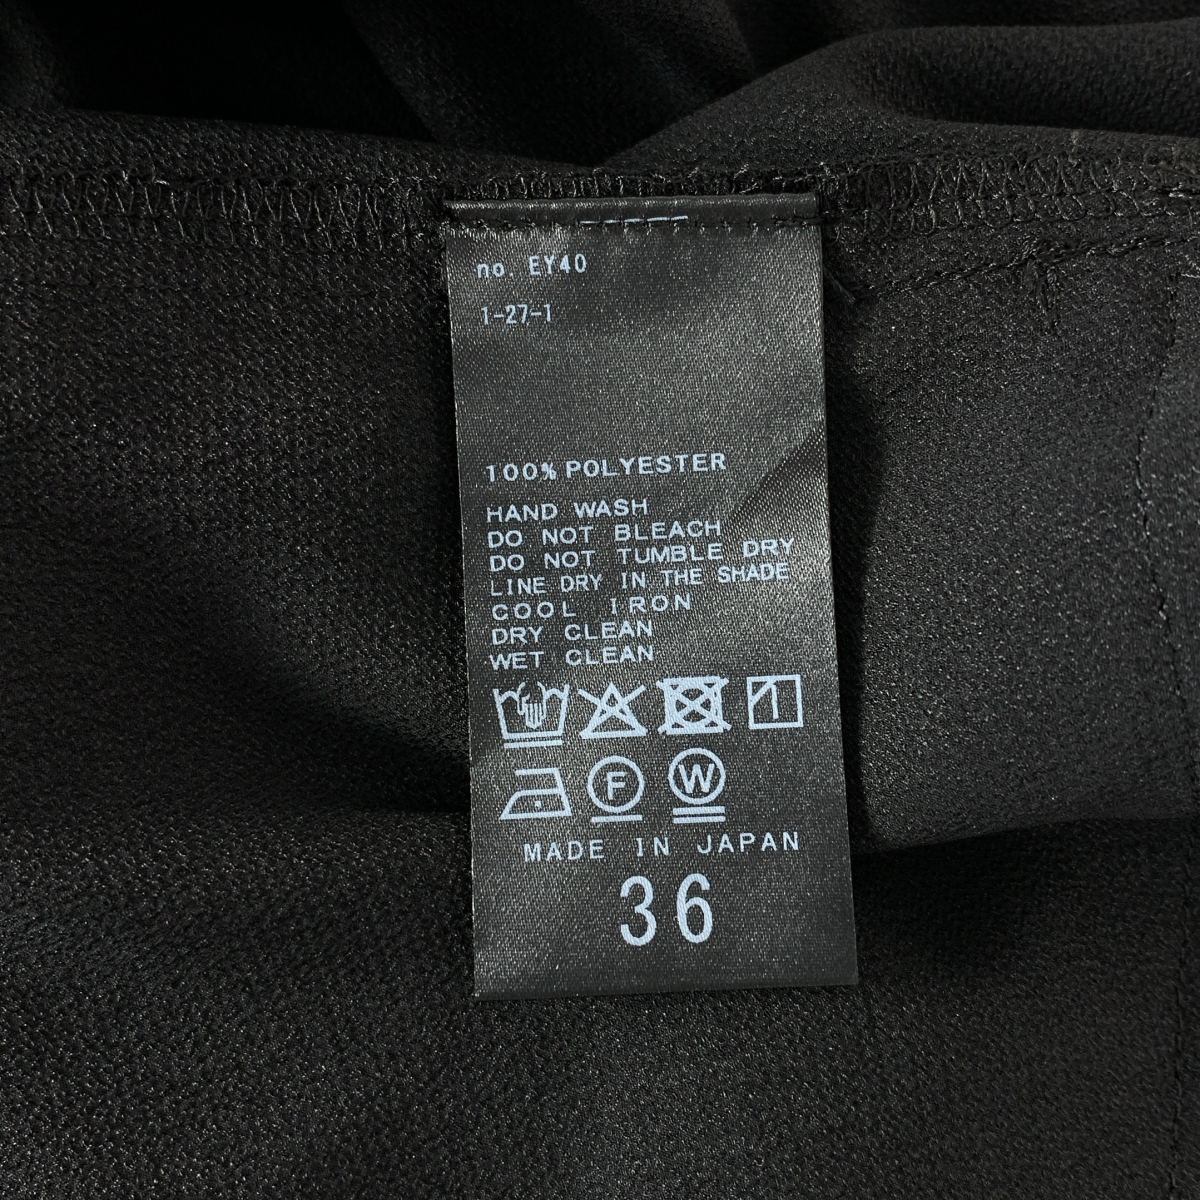 no. EY40
1-27-1
100% POLYESTER
HAND WASH
DO NOT BLEACH
DO NOT TUMBLE DRY
LINE DRY IN THE SHADE
COOL IRON
DRY CLEAN
WET CLEAN
F W
MADE IN JAPAN
36